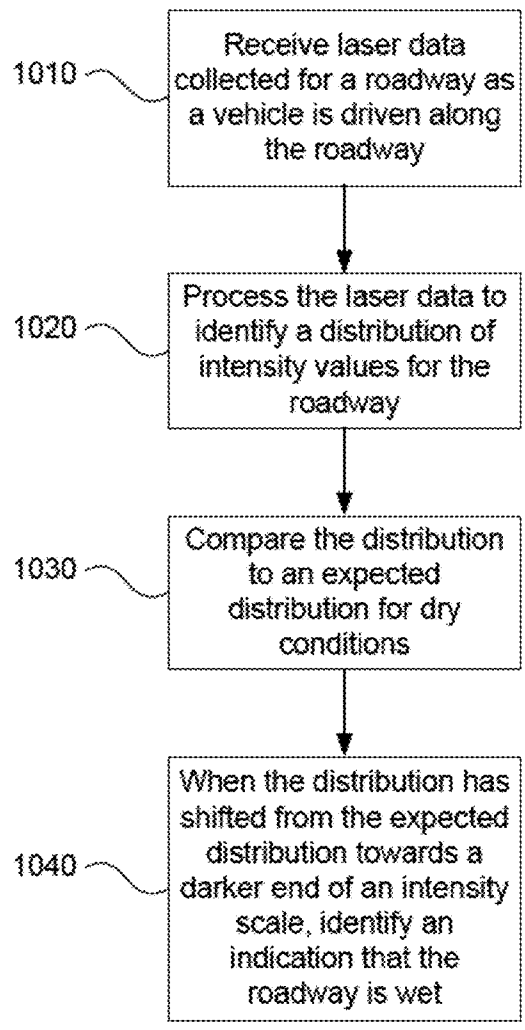 1010
Receive laser data
collected for a roadway as
a vehicle is driven along
the roadway
1020
Process the laser data to
identify a distribution of
intensity values for the
roadway
1030
Compare the distribution
to an expected
distribution for dry
conditions
1040
When the distribution has
shifted from the expected
distribution towards a
darker end of an intensity
scale, identify an
indication that the
roadway is wet